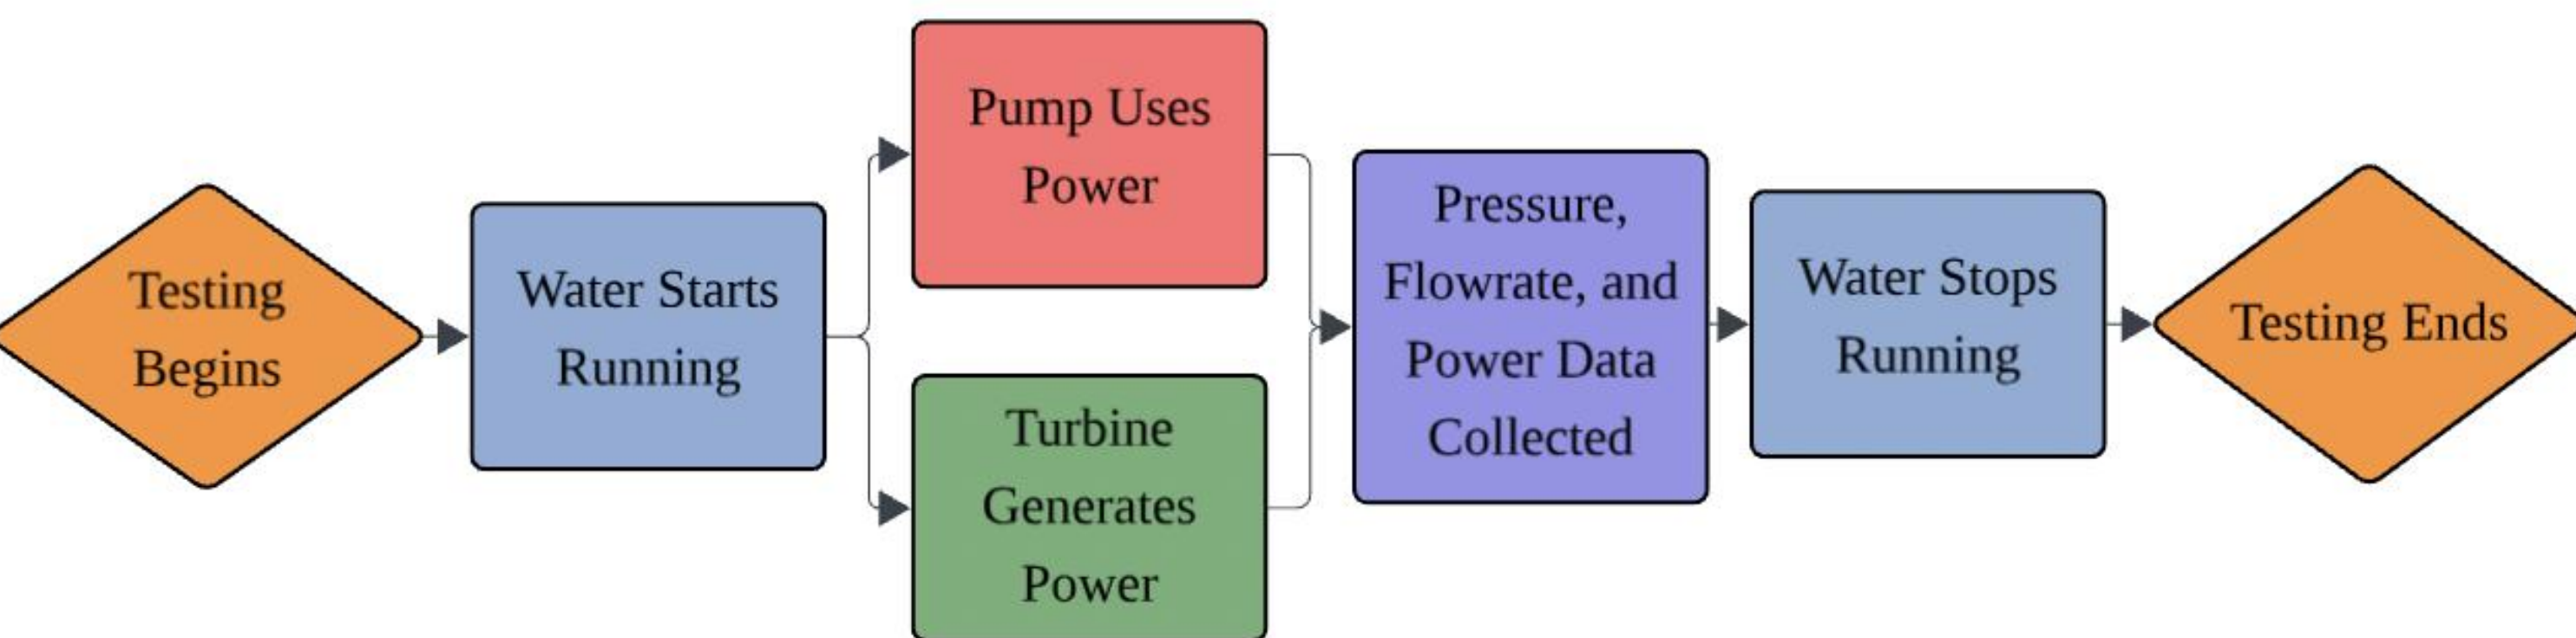 Testing
Begins
Water Starts
Running
Pump Uses
Power
Turbine
Generates
Power
Pressure,
Flowrate, and
Power Data
Collected
Water Stops
Running
Testing Ends